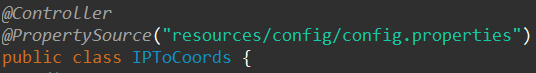 @Controller
@PropertySource("resources/config/config.properties")
public class IPToCoords {